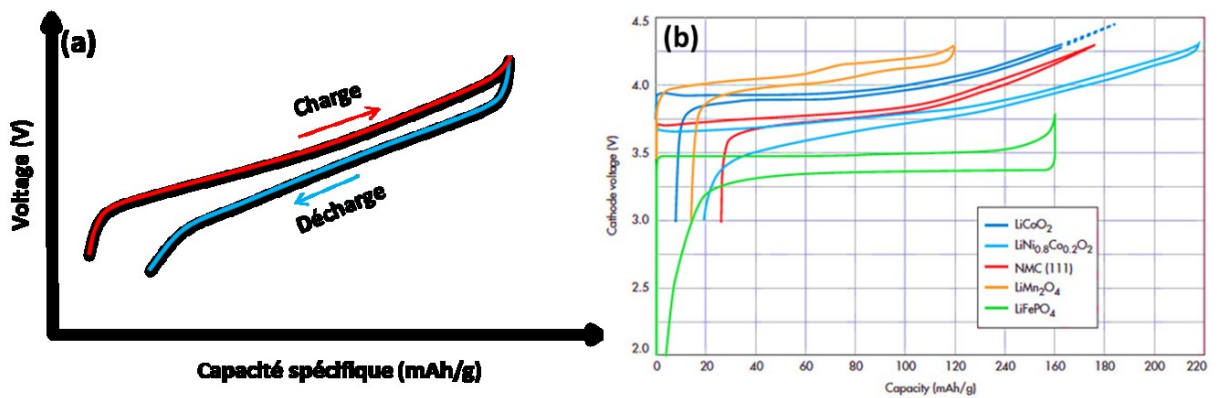 (a)
Charge
Décharge
Voltage (V)
Capacité spécifique (mAh/g)
(b)
4.5
4.0
3.5
3.0
2.5
2.0
Cathode voltage (V)
LiCoO2
LiNi0.8Co0.2O2
NMC (111)
LiMn2O4
LiFePO4
0 20 40 60 80 100 120 240 160 180 200 220
Capacity (mAh/g)